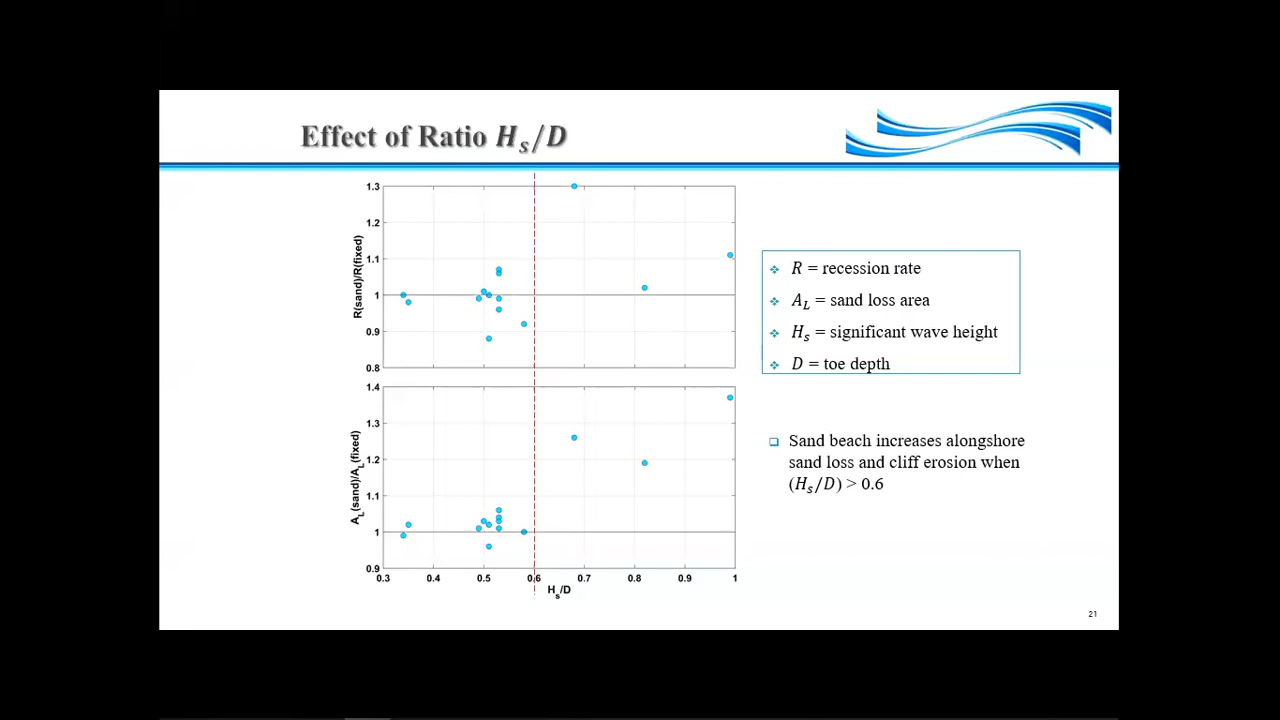 Effect of Ratio H_s/D
1.3
1.2
1.1
1
0.9
0.8
R(sand)/R(fixed)
1.4
1.3
1.2
1.1
1
0.9
A_L(sand)/A_L(fixed)
0.3 0.4 0.5 0.6 0.7 0.8 0.9 1
H_s/D
❖ R = recession rate
❖ A_L = sand loss area
❖ H_s = significant wave height
❖ D = toe depth
❑ Sand beach increases alongshore
sand loss and cliff erosion when
(H_s/D) > 0.6
21